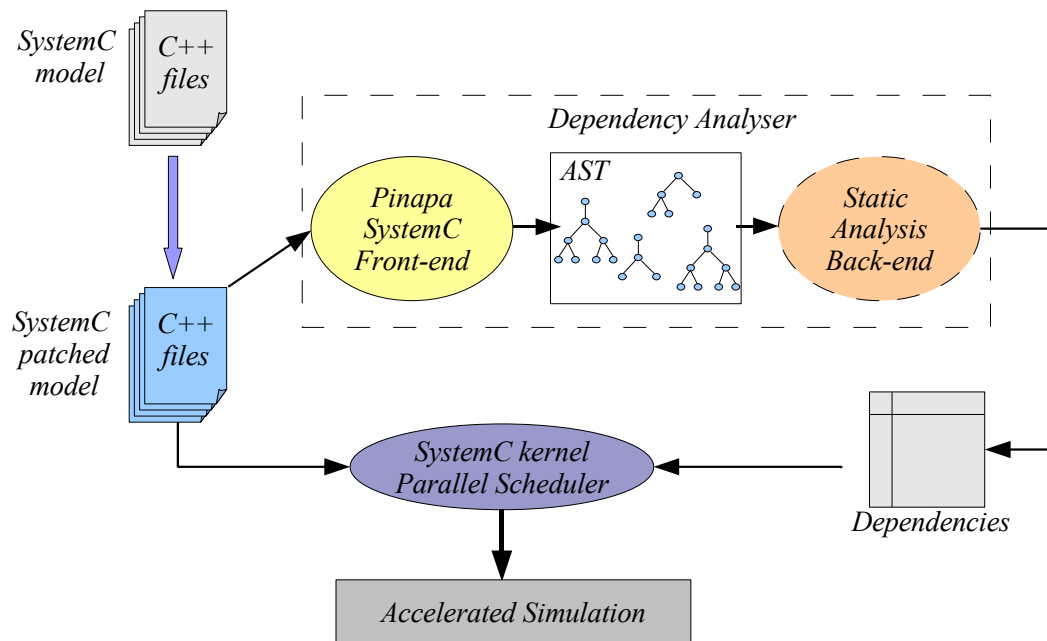 SystemC
model
C++
files
Dependency Analyser
Pinapa
SystemC
Front-end
AST
Static
Analysis
Back-end
SystemC
patched
model
C++
files
SystemC kernel
Parallel Scheduler
Dependencies
Accelerated Simulation